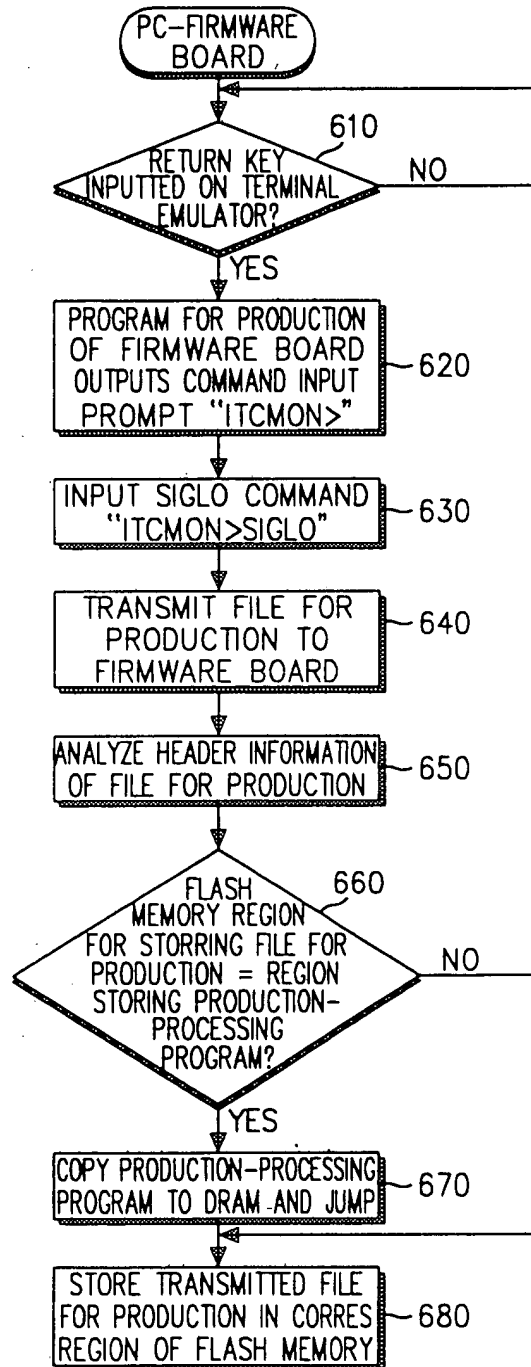 PC-FIRMWARE
BOARD
610
RETURN KEY
INPUTTED ON TERMINAL
EMULATOR?
NO
YES
PROGRAM FOR PRODUCTION
OF FIRMWARE BOARD
OUTPUTS COMMAND INPUT
PROMPT "ITCMON>"
620
INPUT SIGLO COMMAND
"ITCMON>SIGLO"
630
TRANSMIT FILE FOR
PRODUCTION TO
FIRMWARE BOARD
640
ANALYZE HEADER INFORMATION
OF FILE FOR PRODUCTION
650
660
FLASH
MEMORY REGION
FOR STORRING FILE FOR
PRODUCTION = REGION
STORING PRODUCTION-
PROCESSING
PROGRAM?
NO
YES
COPY PRODUCTION-PROCESSING
PROGRAM TO DRAM AND JUMP
670
STORE TRANSMITTED FILE
FOR PRODUCTION IN CORRES
REGION OF FLASH MEMORY
680